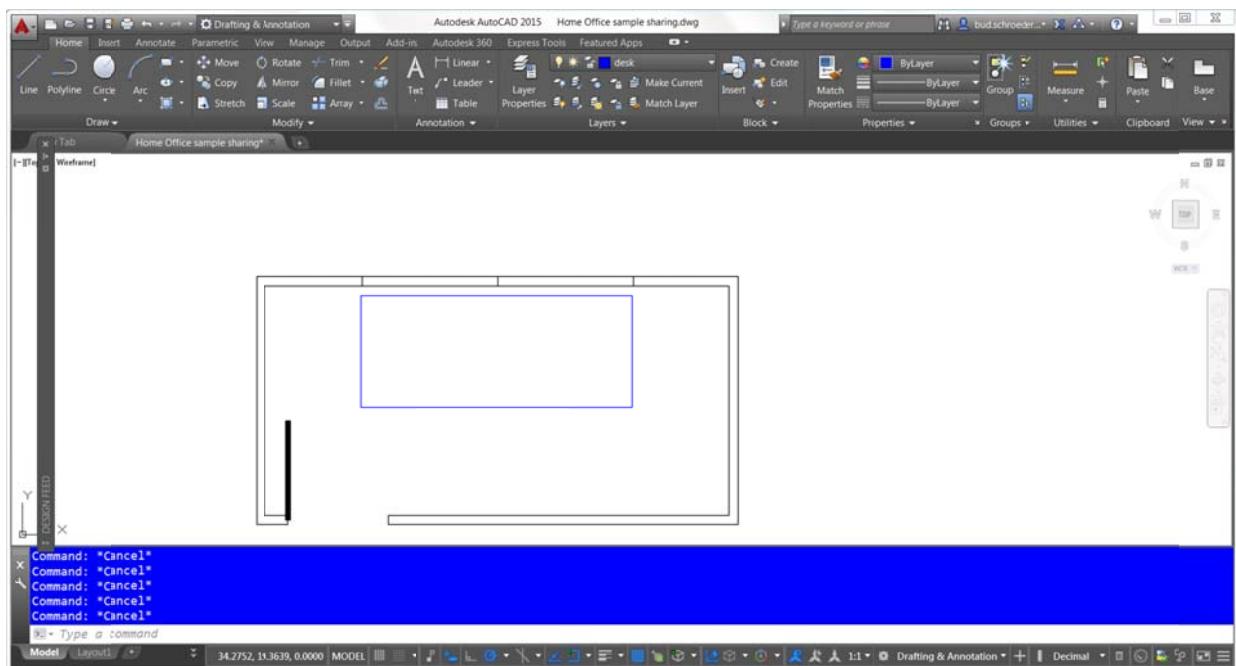 Drafting & Annotation Autodesk AutoCAD 2015 Home Office sample sharing.dwg Type a keyword or phrase bud.schroeder...
Home Insert Annotate Parametric View Manage Output Add-ins Autodesk 360 Express Tools Featured Apps
Move Rotate Trim Linear desk Create ByLayer
Line Polyline Circle Arc Copy Mirror Fillet Text Leader Layer Properties Make Current Insert Edit Match Properties ByLayer Group Measure Paste Base
Stretch Scale Array Table Match Layer ByLayer
Draw Modify Annotation Layers Block Properties Groups Utilities Clipboard View
Tab Home Office sample sharing*
Wireframe]
N
W TOP E
S
WCS
DESIGN FEED
Y
X
Command: *Cancel*
Command: *Cancel*
Command: *Cancel*
Command: *Cancel*
Command: *Cancel*
Type a command
Model Layout1 + 34.2752, 19.3639, 0.0000 MODEL 1:1 Drafting & Annotation Decimal